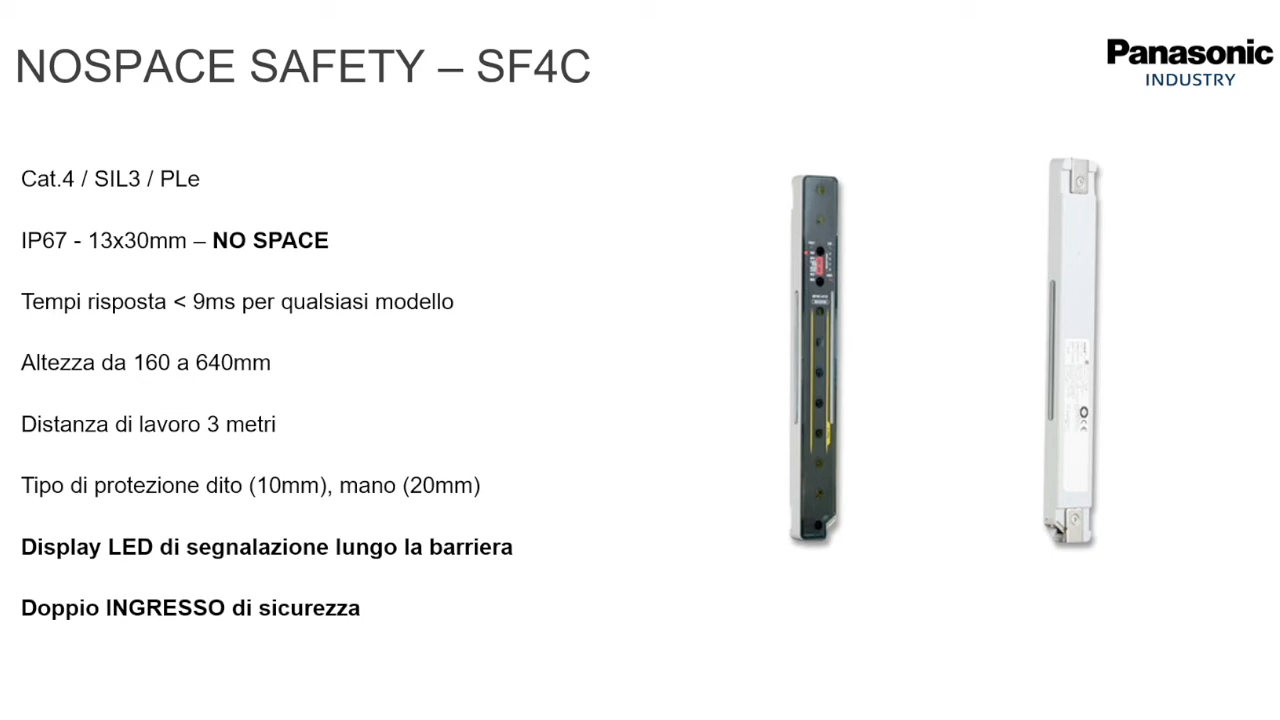 NOSPACE SAFETY – SF4C
Panasonic
INDUSTRY
Cat.4 / SIL3 / PLe
IP67 - 13x30mm – NO SPACE
Tempi risposta < 9ms per qualsiasi modello
Altezza da 160 a 640mm
Distanza di lavoro 3 metri
Tipo di protezione dito (10mm), mano (20mm)
Display LED di segnalazione lungo la barriera
Doppio INGRESSO di sicurezza